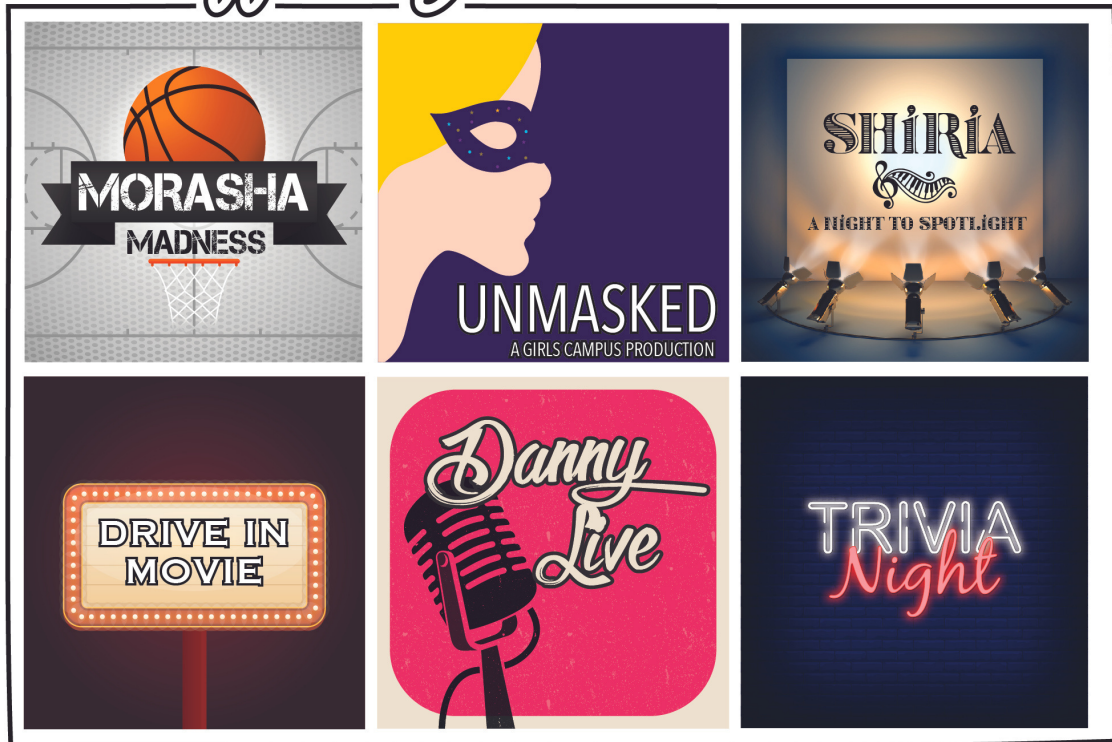 MORASHA
MADNESS
UNMASKED
A GIRLS CAMPUS PRODUCTION
SHiRiA
A NiGHT TO SPOTLiGHT
DRIVE IN
MOVIE
Danny
Live
TRIVIA
Night